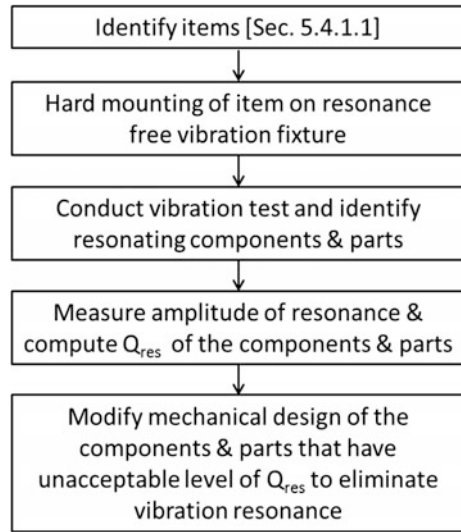 Identify items [Sec. 5.4.1.1]
Hard mounting of item on resonance
free vibration fixture
Conduct vibration test and identify
resonating components & parts
Measure amplitude of resonance &
compute Qres of the components & parts
Modify mechanical design of the
components & parts that have
unacceptable level of Qres to eliminate
vibration resonance